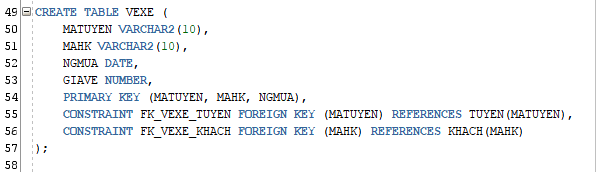 49 CREATE TABLE VEXE (
50 MATUYEN VARCHAR2(10),
51 MAHK VARCHAR2(10),
52 NGMUA DATE,
53 GIAVE NUMBER,
54 PRIMARY KEY (MATUYEN, MAHK, NGMUA),
55 CONSTRAINT FK_VEXE_TUYEN FOREIGN KEY (MATUYEN) REFERENCES TUYEN(MATUYEN),
56 CONSTRAINT FK_VEXE_KHACH FOREIGN KEY (MAHK) REFERENCES KHACH(MAHK)
57 );
58